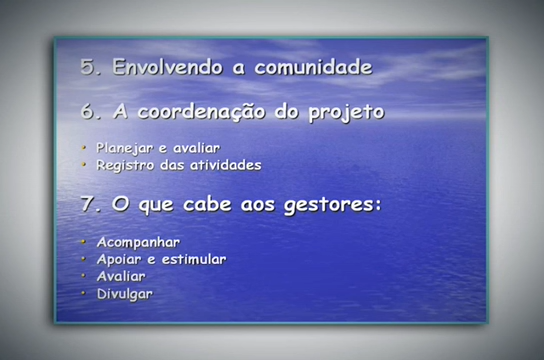 5. Envolvendo a comunidade
6. A coordenação do projeto
• Planejar e avaliar
• Registro das atividades
7. O que cabe aos gestores:
• Acompanhar
• Apoiar e estimular
• Avaliar
• Divulgar